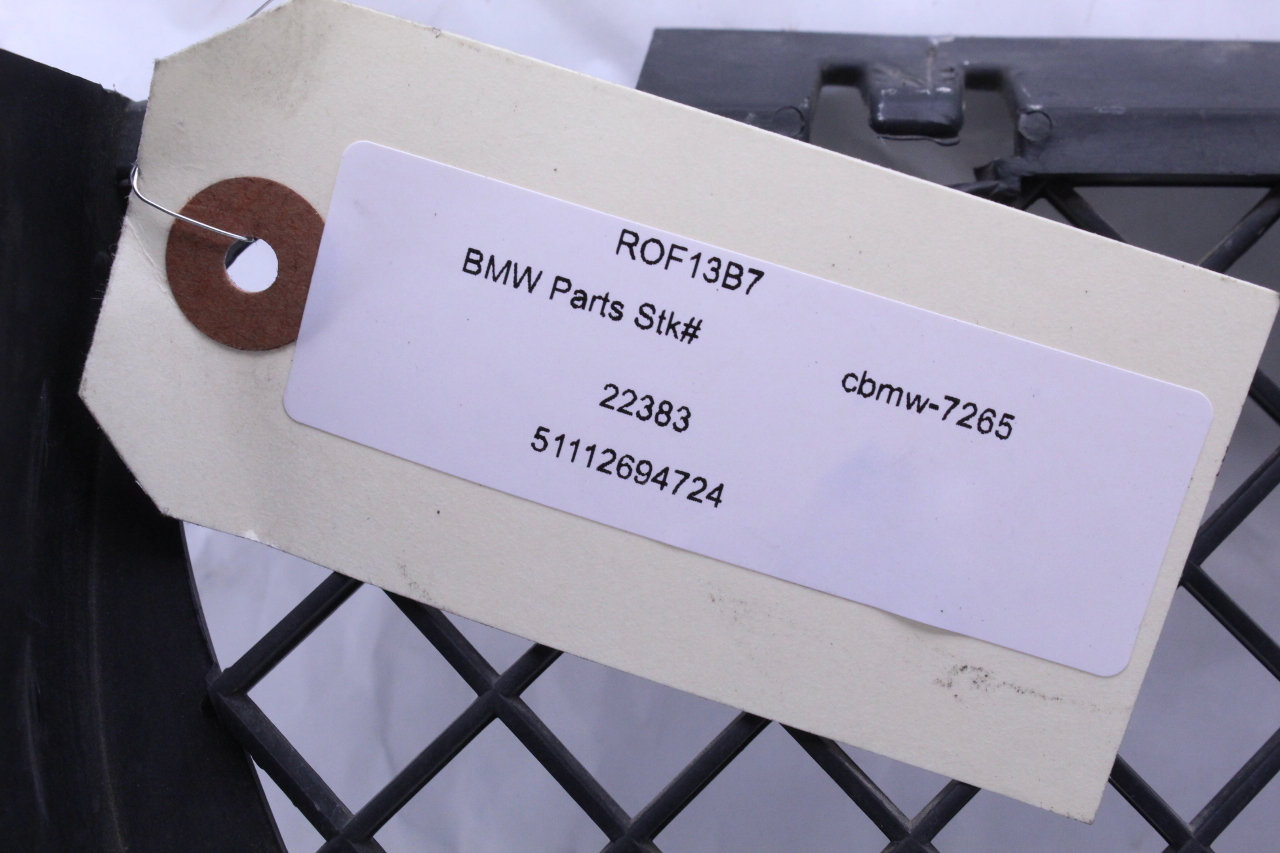 ROF13B7
BMW Parts Stk#
cbmw-7265
22383
51112694724